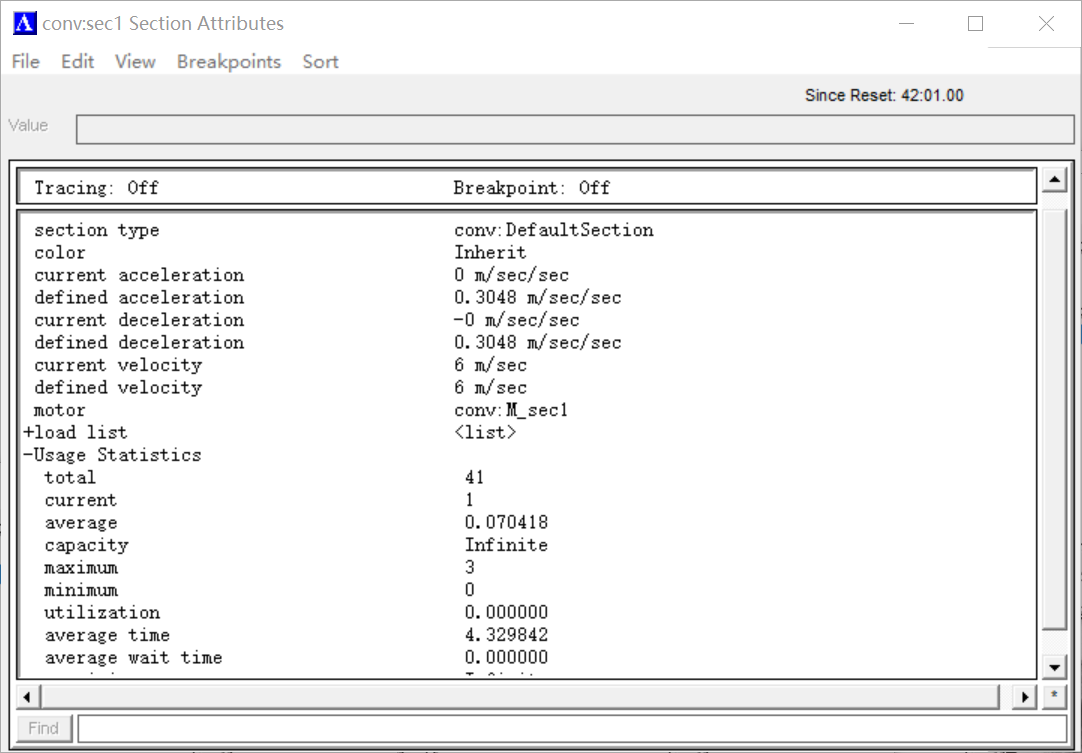 conv:sec1 Section Attributes
File Edit View Breakpoints Sort
Since Reset: 42:01.00
Value
Tracing: Off Breakpoint: Off
section type conv:DefaultSection
color Inherit
current acceleration 0 m/sec/sec
defined acceleration 0.3048 m/sec/sec
current deceleration -0 m/sec/sec
defined deceleration 0.3048 m/sec/sec
current velocity 6 m/sec
defined velocity 6 m/sec
motor conv:M_sec1
+load list <list>
-Usage Statistics
total 41
current 1
average 0.070418
capacity Infinite
maximum 3
minimum 0
utilization 0.000000
average time 4.329842
average wait time 0.000000
*
Find